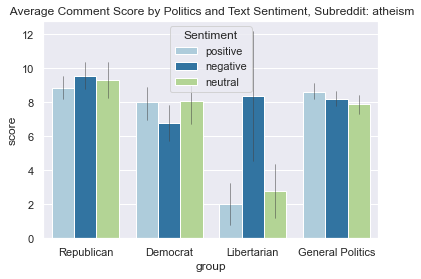 Average Comment Score by Politics and Text Sentiment, Subreddit: atheism
Sentiment
positive
negative
neutral
12
10
8
6
4
2
0
score
Republican Democrat Libertarian General Politics
group